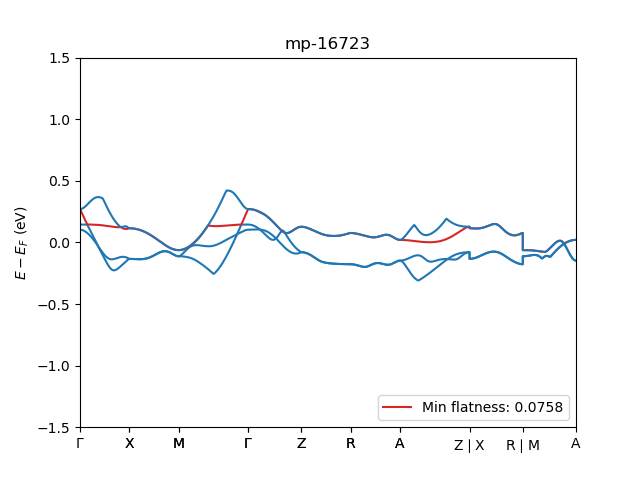 mp-16723
1.5
1.0
0.5
0.0
−0.5
−1.0
−1.5
E − E_F (eV)
Min flatness: 0.0758
Γ X M Γ Z R A Z | X R | M A